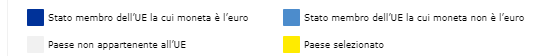 Stato membro dell'UE la cui moneta è l'euro
Stato membro dell'UE la cui moneta non è l'euro
Paese non appartenente all'UE
Paese selezionato